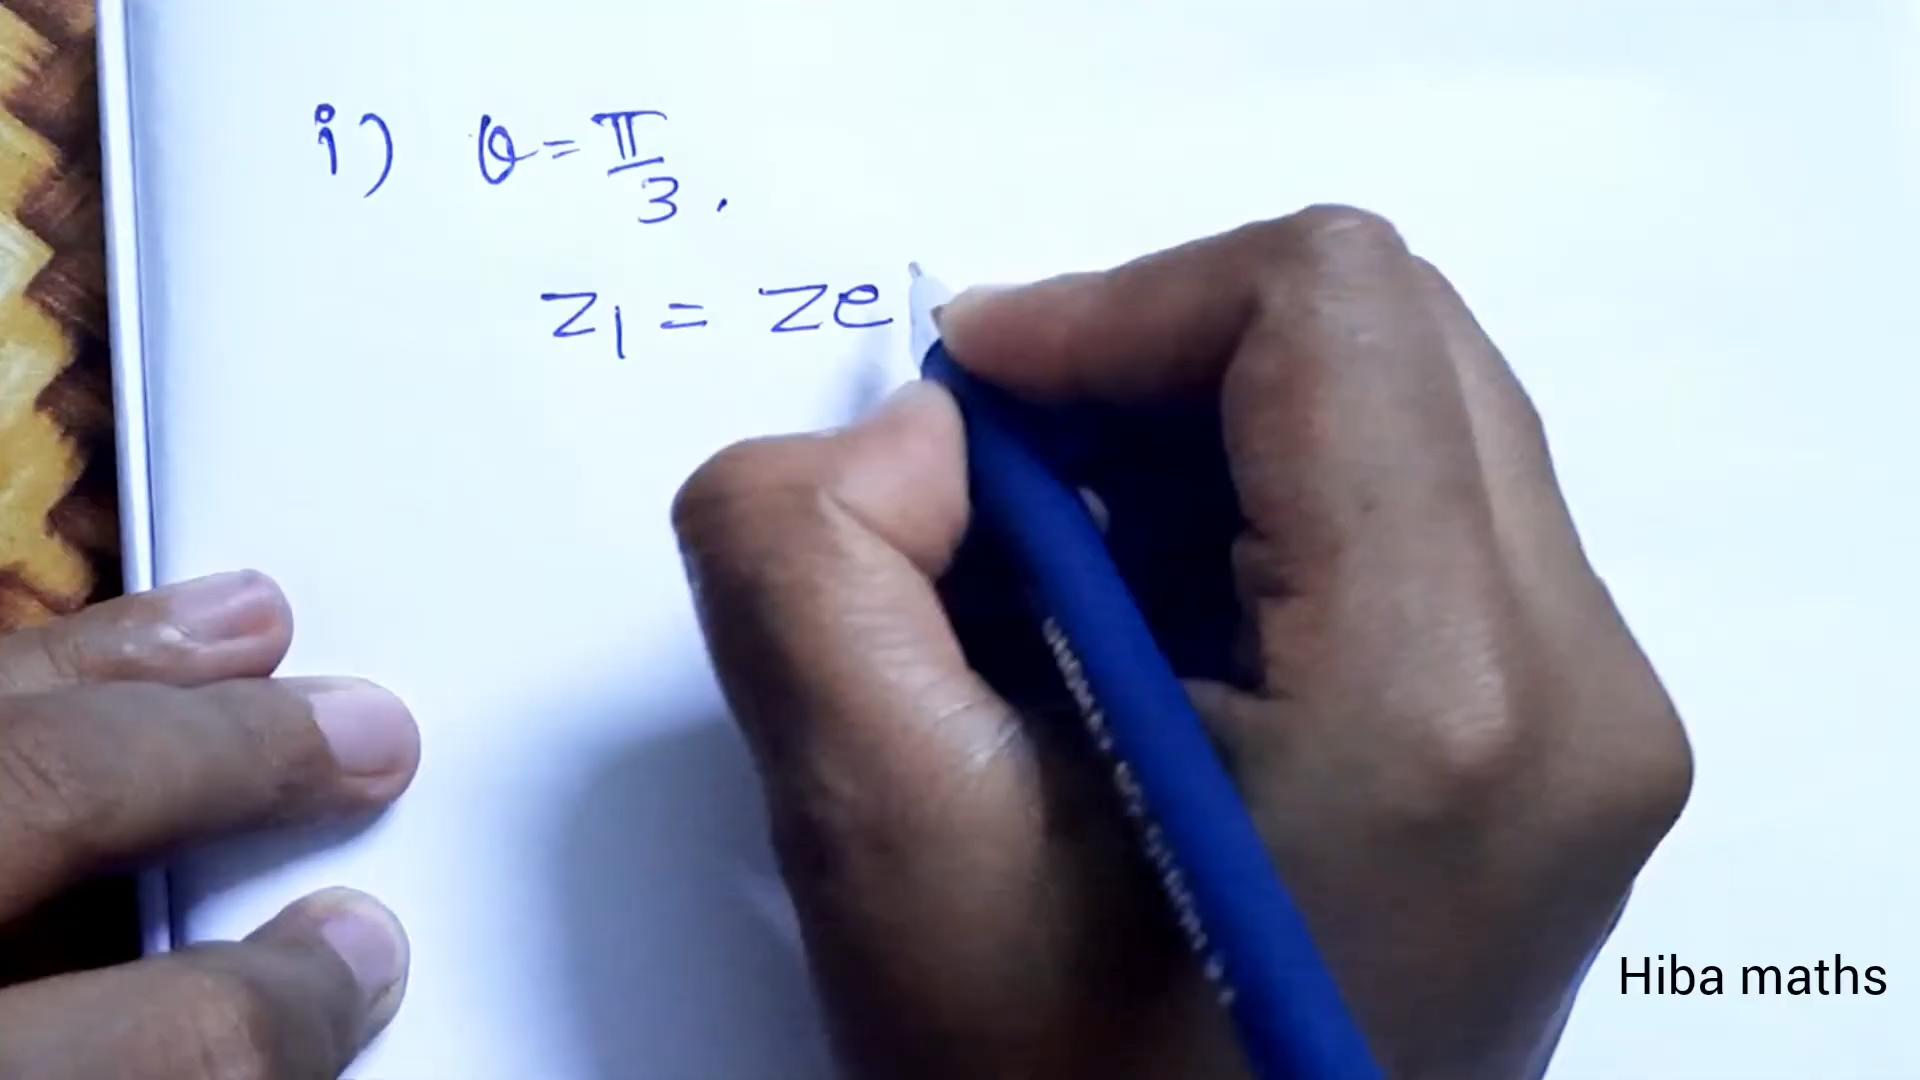 i) θ = π/3.
z₁ = ze
Hiba maths